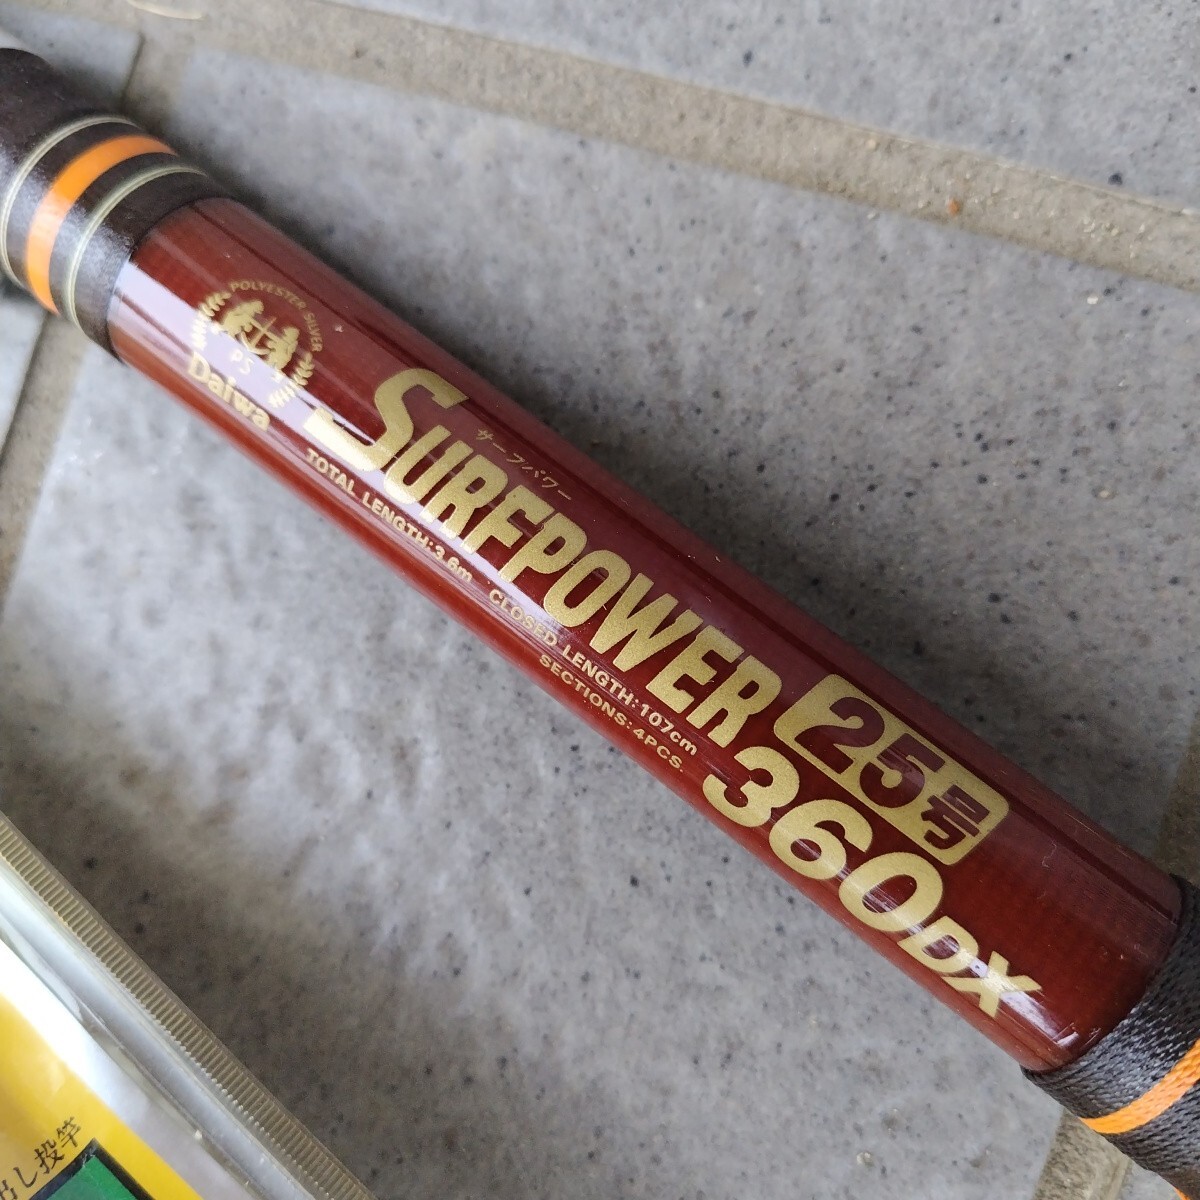 POLYESTER SILVER
PS
Daiwa
サーフパワー
SURFPOWER
25号
360DX
TOTAL LENGTH:3.6m
CLOSED LENGTH:107cm
SECTIONS:4PCS.
出し投竿